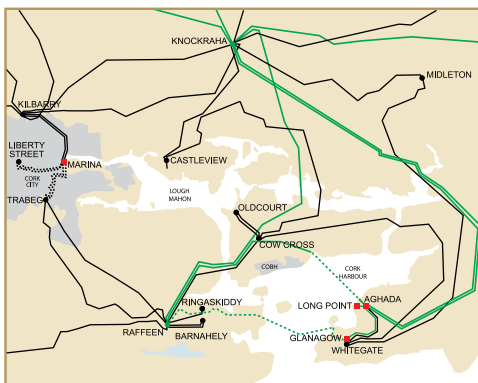 KNOCKRAHA
MIDLETON
KILBARRY
LIBERTY
STREET
MARINA
CASTLEVIEW
CORK
CITY
LOUGH
MAHON
TRABEG
OLDCOURT
COW CROSS
COBH
CORK
HARBOUR
RINGASKIDDY
LONG POINT
AGHADA
RAFFEEN
BARNAHELY
GLANAGOW
WHITEGATE